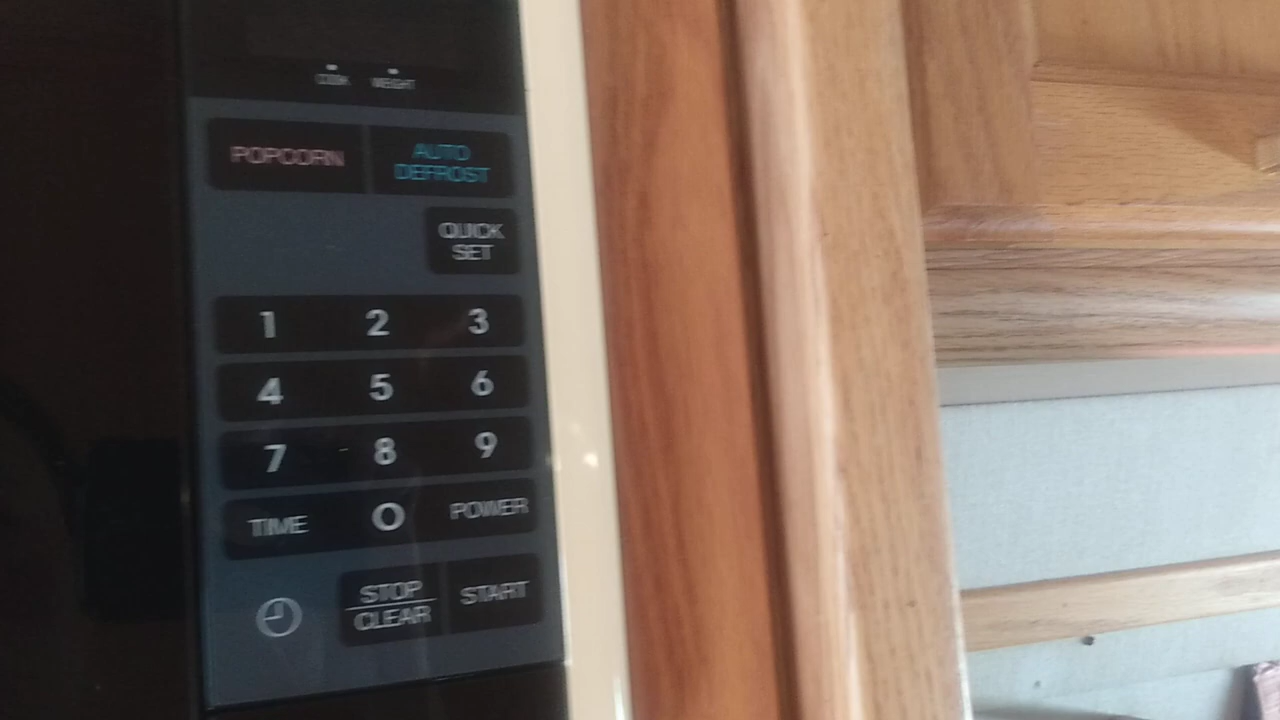 COOK WEIGHT
POPCORN
AUTO
DEFROST
QUICK
SET
1 2 3
4 5 6
7 8 9
TIME 0 POWER
STOP
CLEAR
START